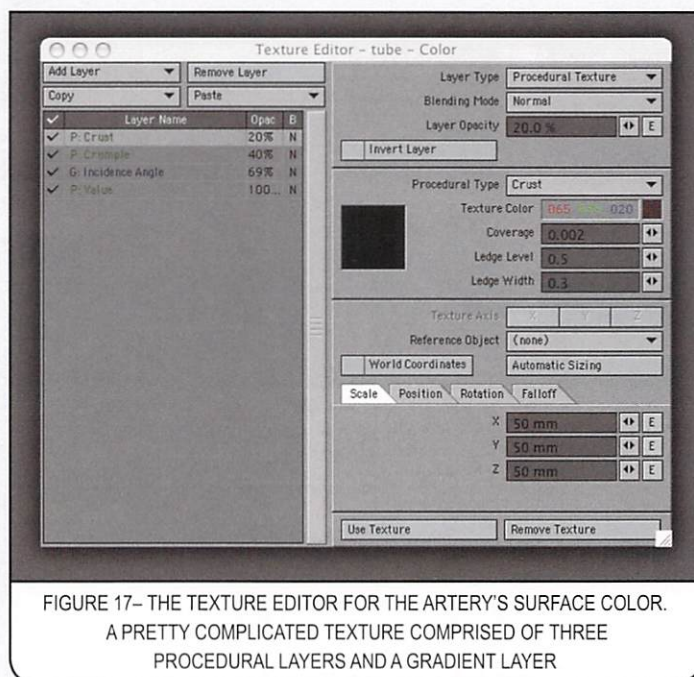 Texture Editor – tube – Color
Add Layer Remove Layer
Copy Paste
Layer Name Opac B
P: Crust 20% N
P: Crumple 40% N
G: Incidence Angle 69% N
P: Value 100... N
Layer Type Procedural Texture
Blending Mode Normal
Layer Opacity 20.0 % E
Invert Layer
Procedural Type Crust
Texture Color 065 020
Coverage 0.002
Ledge Level 0.5
Ledge Width 0.3
Texture Axis X Y Z
Reference Object (none)
World Coordinates Automatic Sizing
Scale Position Rotation Falloff
X 50 mm E
Y 50 mm E
Z 50 mm E
Use Texture Remove Texture
FIGURE 17– THE TEXTURE EDITOR FOR THE ARTERY'S SURFACE COLOR.
A PRETTY COMPLICATED TEXTURE COMPRISED OF THREE
PROCEDURAL LAYERS AND A GRADIENT LAYER